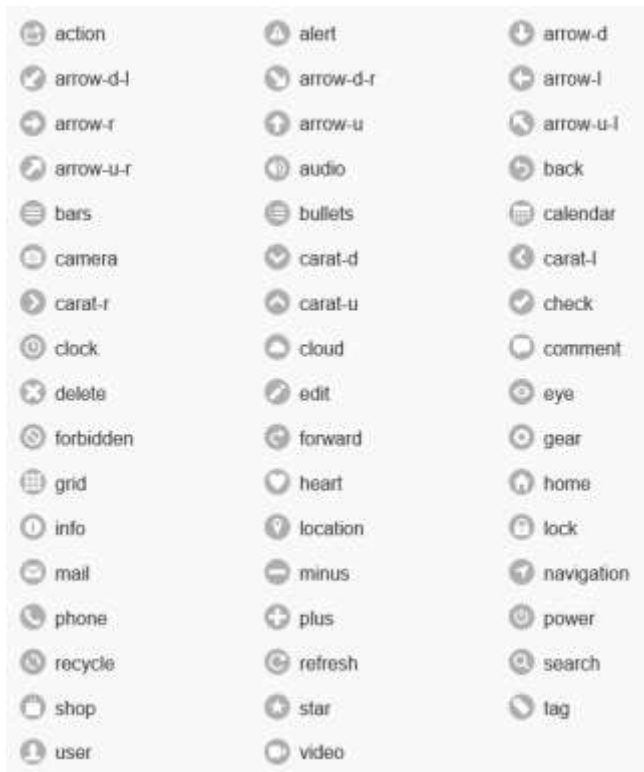 action alert arrow-d
arrow-d-l arrow-d-r arrow-l
arrow-r arrow-u arrow-u-l
arrow-u-r audio back
bars bullets calendar
camera carat-d carat-l
carat-r carat-u check
clock cloud comment
delete edit eye
forbidden forward gear
grid heart home
info location lock
mail minus navigation
phone plus power
recycle refresh search
shop star tag
user video